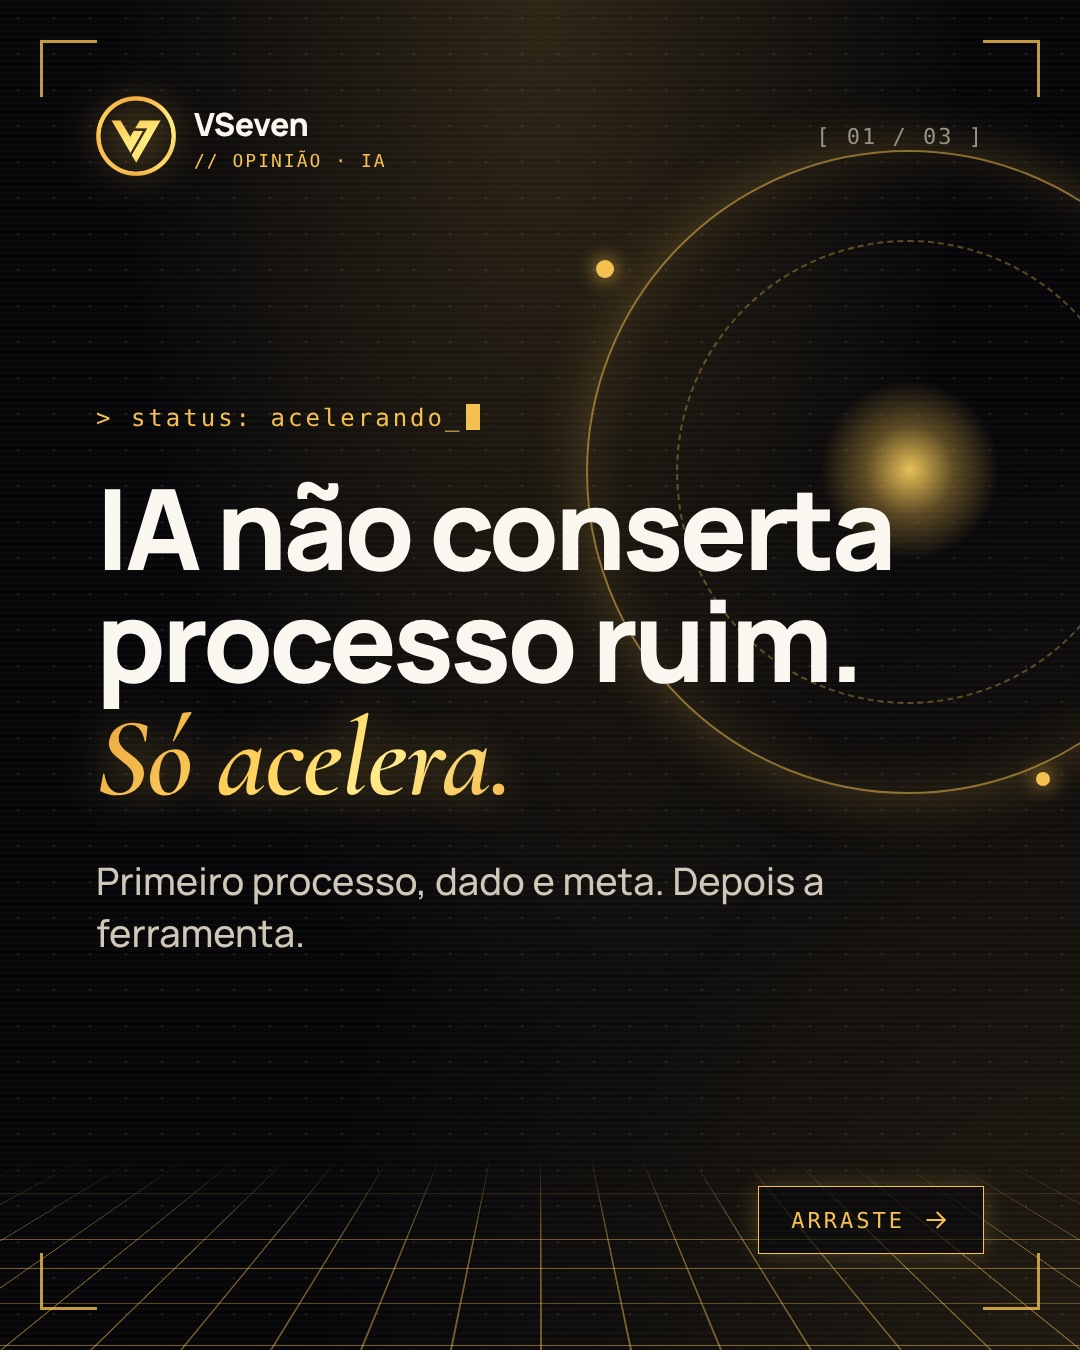 VSeven
// OPINIÃO · IA
[ 01 / 03 ]
> status: acelerando_
IA não conserta
processo ruim.
Só acelera.
Primeiro processo, dado e meta. Depois a
ferramenta.
ARRASTE →